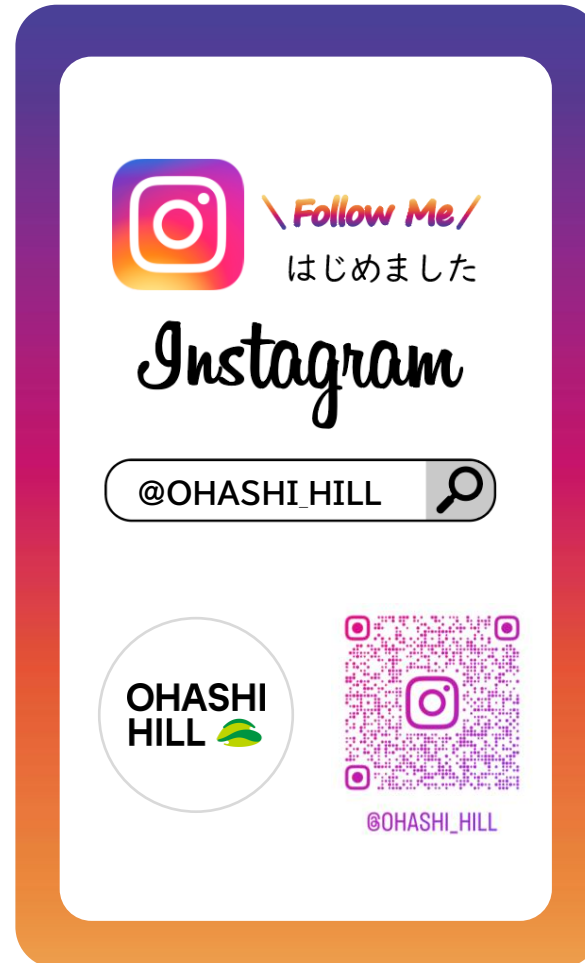 \Follow Me/
はじめました
Instagram
@OHASHI_HILL
OHASHI
HILL
@OHASHI_HILL